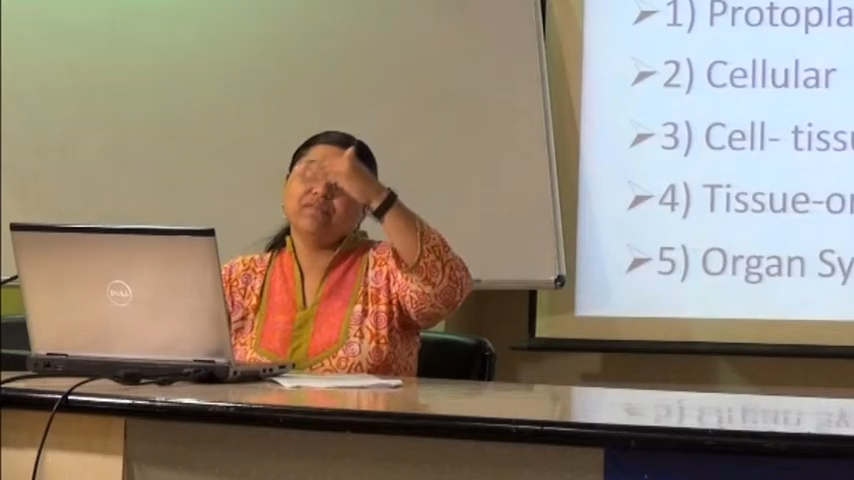 ➢1) Protopla
➢2) Cellular
➢3) Cell- tissu
➢4) Tissue-or
➢5) Organ Sy
DELL